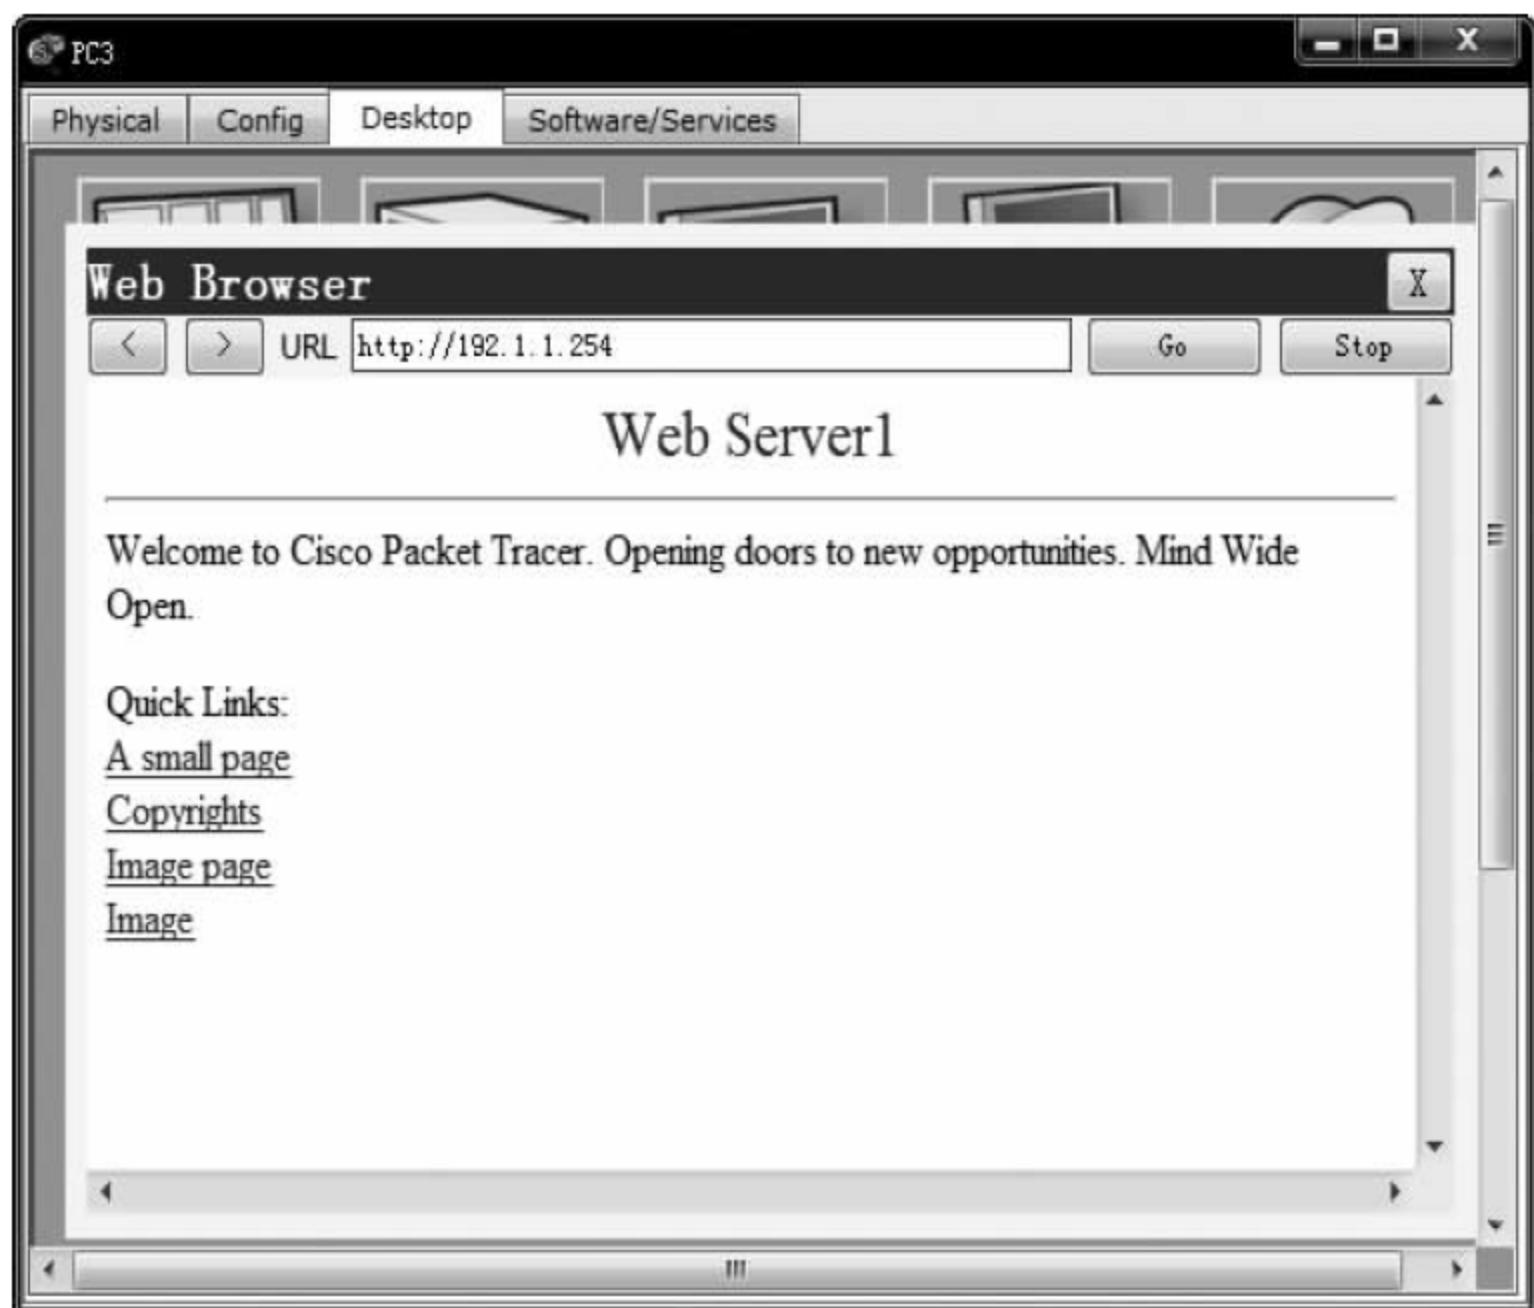 PC3
Physical Config Desktop Software/Services
Web Browser X
< > URL http://192.1.1.254 Go Stop
Web Server1
Welcome to Cisco Packet Tracer. Opening doors to new opportunities. Mind Wide
Open.
Quick Links:
A small page
Copyrights
Image page
Image